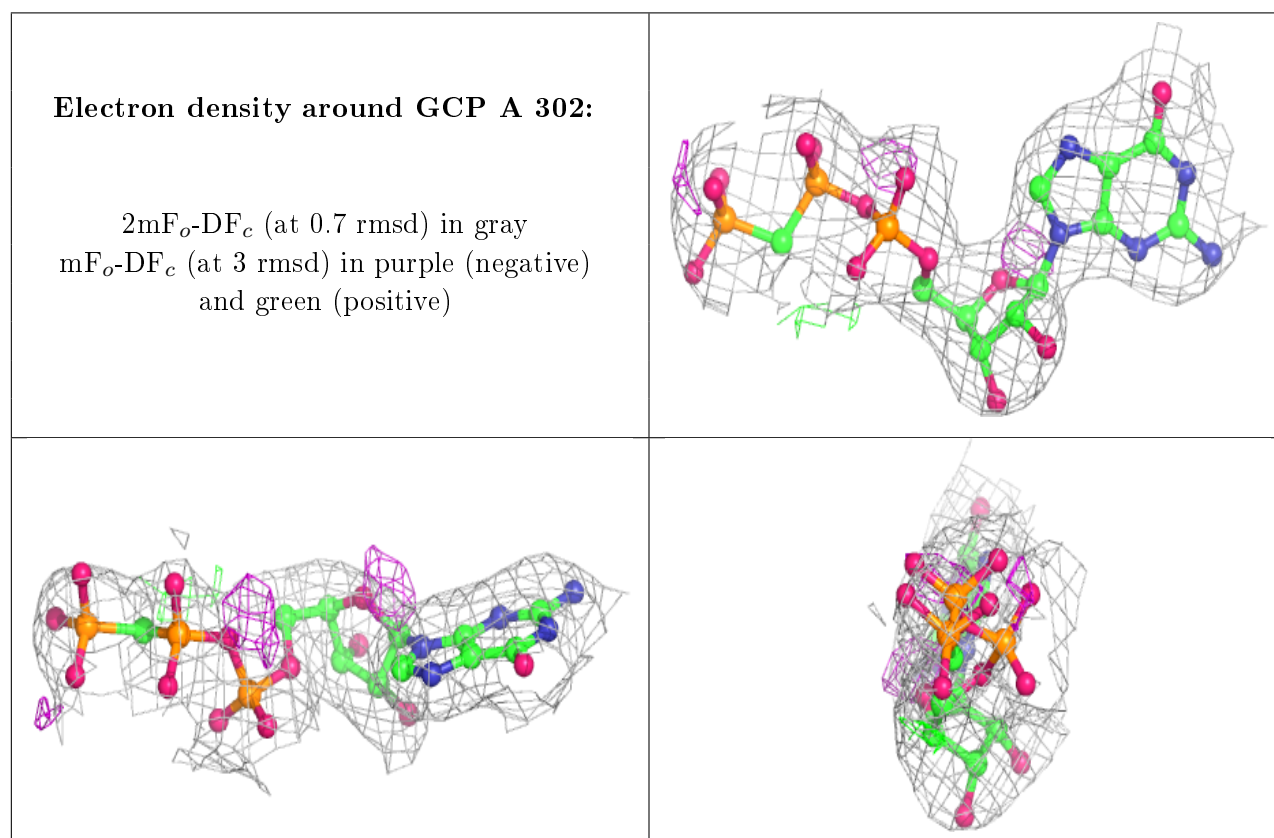 Electron density around GCP A 302:
2mFₒ-DF𝒸 (at 0.7 rmsd) in gray
mFₒ-DF𝒸 (at 3 rmsd) in purple (negative)
and green (positive)